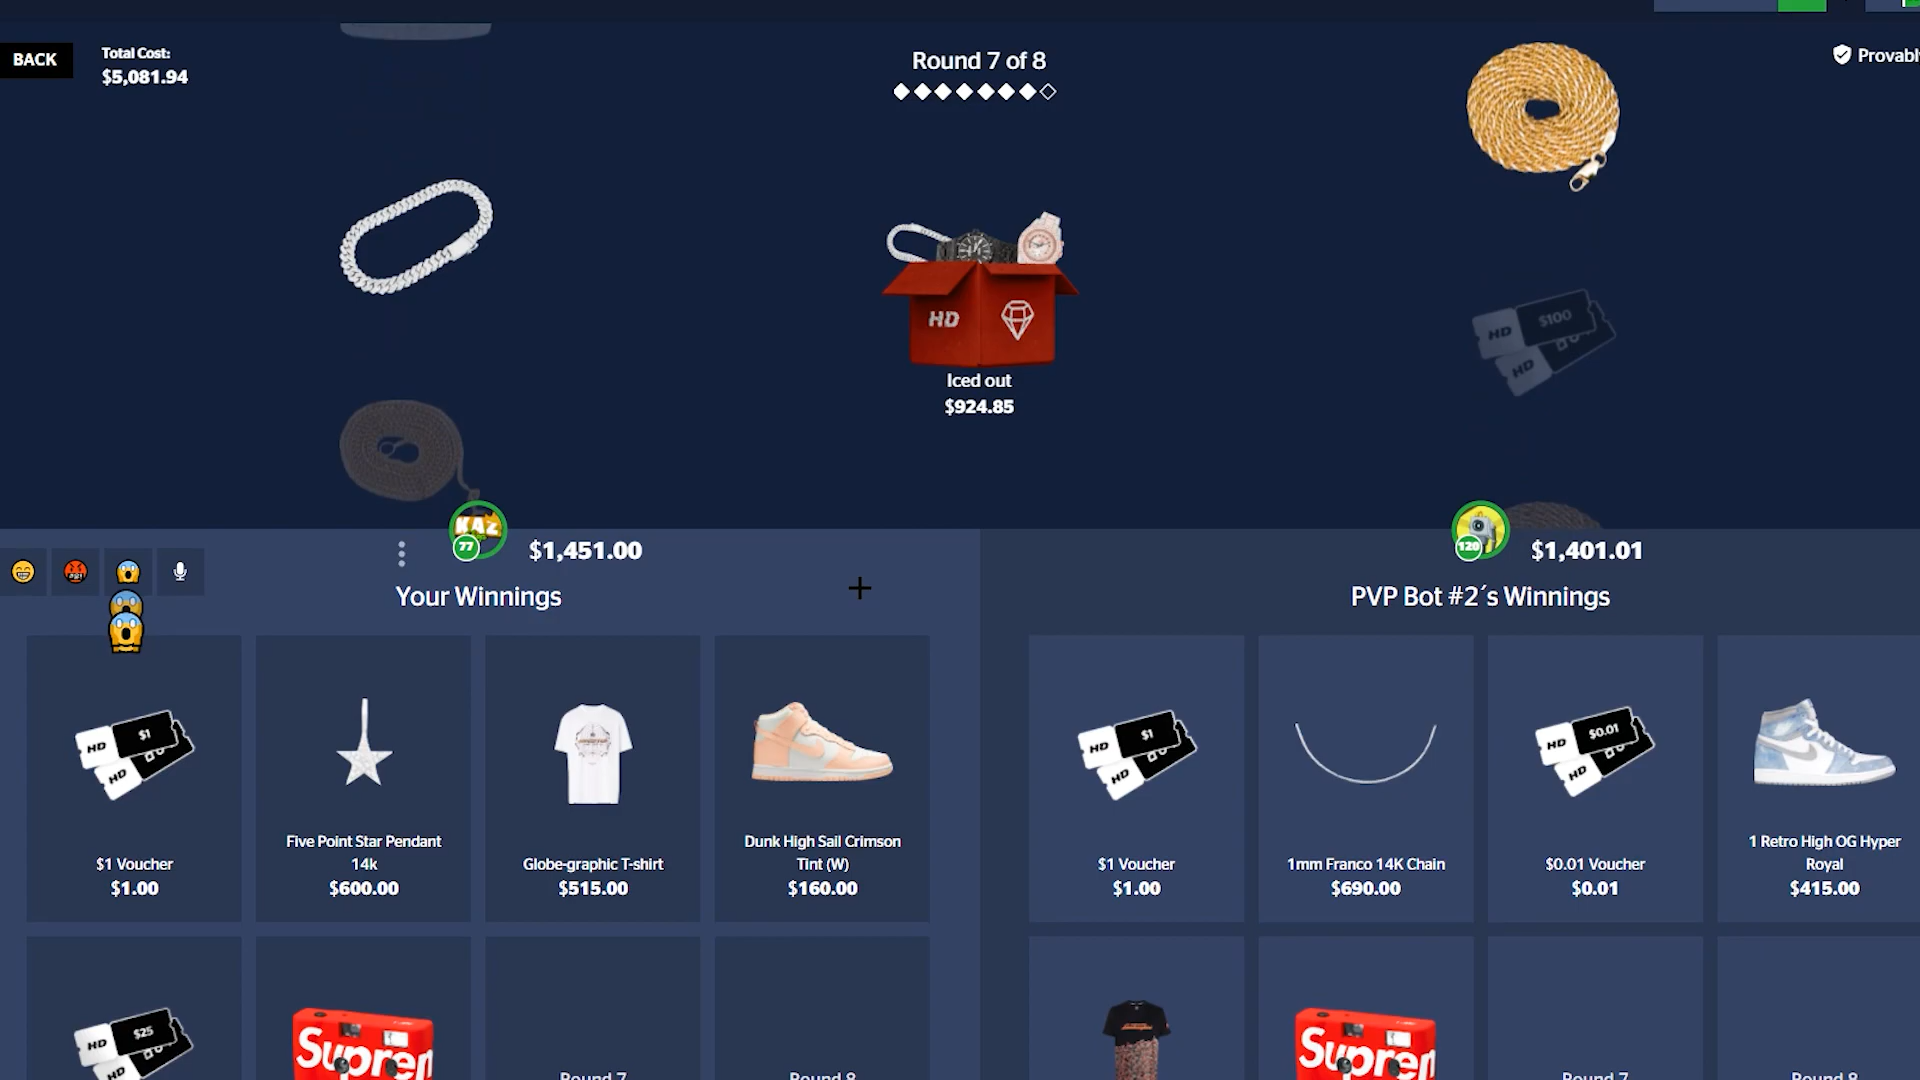 BACK
Total Cost:
$5,081.94
Round 7 of 8
Provabl
HD
Iced out
$924.85
HD $100
HD
KAZ
77
$1,451.00
120
$1,401.01
Your Winnings
PVP Bot #2´s Winnings
HD $1
HD
$1 Voucher
$1.00
Five Point Star Pendant
14k
$600.00
Globe-graphic T-shirt
$515.00
Dunk High Sail Crimson
Tint (W)
$160.00
HD $1
HD
$1 Voucher
$1.00
1mm Franco 14K Chain
$690.00
HD $0.01
HD
$0.01 Voucher
$0.01
1 Retro High OG Hyper
Royal
$415.00
HD $25
HD
Suprem
Round 7
Round 8
Suprem
Round 7
Round 8